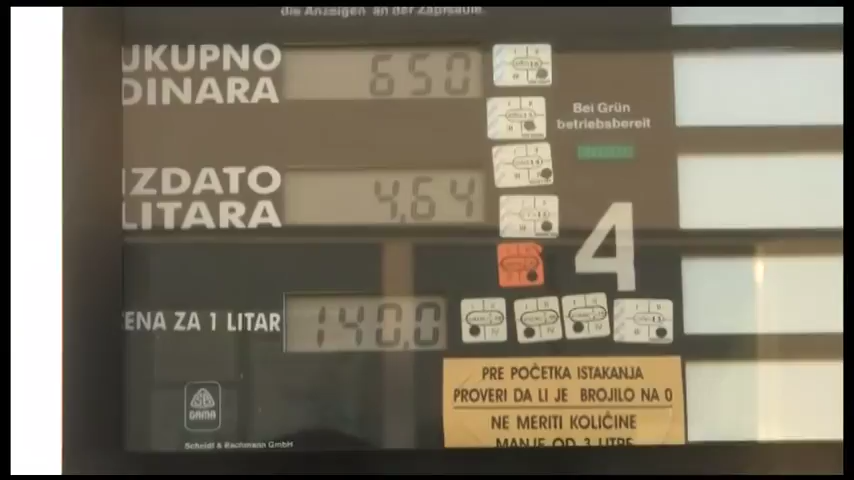 die Anzeigen an der Zapfsäule.
UKUPNO
DINARA
650
Bei Grün
betriebsbereit
IZDATO
LITARA
4,64
4
ENA ZA 1 LITAR
140,0
PRE POČETKA ISTAKANJA
PROVERI DA LI JE BROJILO NA 0
NE MERITI KOLIČINE
MANJE OD 3 LITRE
GAMA
Scheidt & Bachmann GmbH